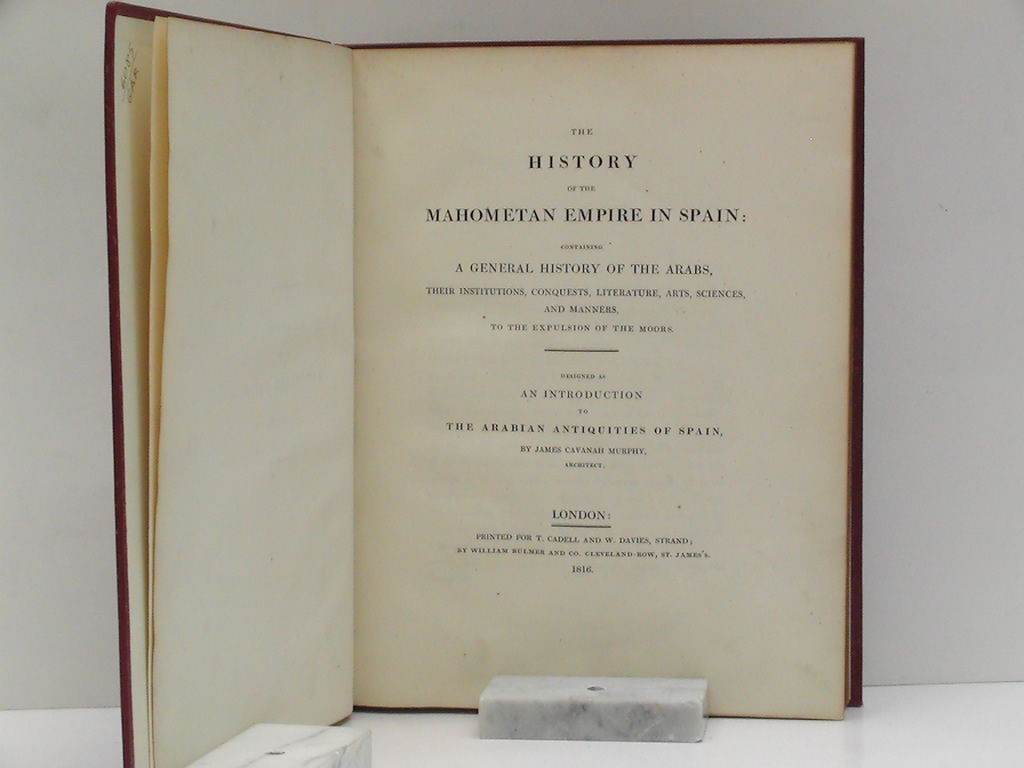 THE
HISTORY
OF THE
MAHOMETAN EMPIRE IN SPAIN:
CONTAINING
A GENERAL HISTORY OF THE ARABS,
THEIR INSTITUTIONS, CONQUESTS, LITERATURE, ARTS, SCIENCES,
AND MANNERS,
TO THE EXPULSION OF THE MOORS.
DESIGNED AS
AN INTRODUCTION
TO
THE ARABIAN ANTIQUITIES OF SPAIN,
BY JAMES CAVANAH MURPHY,
ARCHITECT.
LONDON:
PRINTED FOR T. CADELL AND W. DAVIES, STRAND;
BY WILLIAM BULMER AND CO. CLEVELAND-ROW, ST. JAMES'S.
1816.